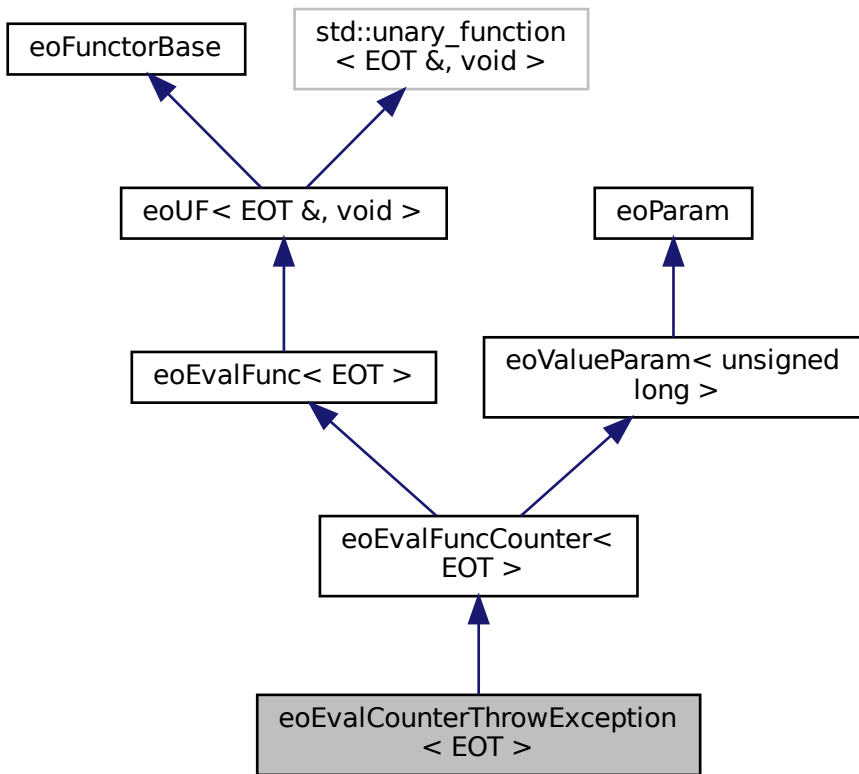 eoFunctorBase
std::unary_function
< EOT &, void >
eoUF< EOT &, void >
eoParam
eoEvalFunc< EOT >
eoValueParam< unsigned
long >
eoEvalFuncCounter<
EOT >
eoEvalCounterThrowException
< EOT >